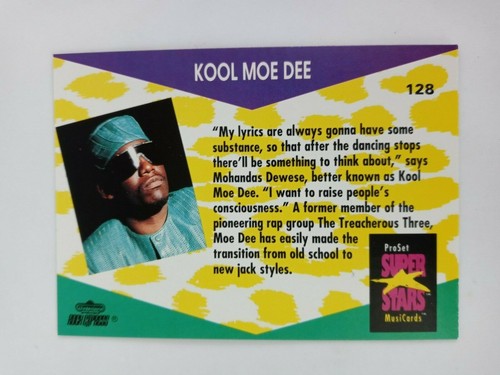 KOOL MOE DEE
128
“My lyrics are always gonna have some
substance, so that after the dancing stops
there’ll be something to think about,” says
Mohandas Dewese, better known as Kool
Moe Dee. “I want to raise people’s
consciousness.” A former member of the
pioneering rap group The Treacherous Three,
Moe Dee has easily made the
transition from old school to
new jack styles.
ProSet
SUPER
STARS
MusiCards™
®